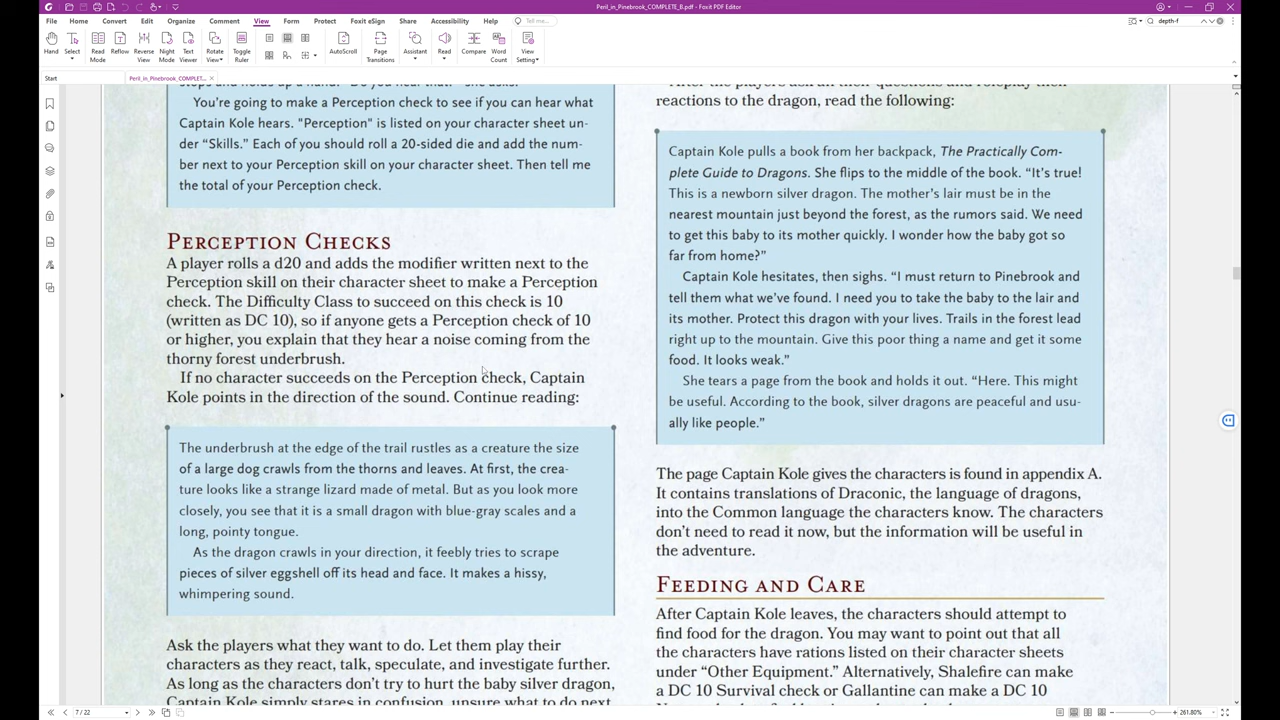 Peril_in_Pinebrook_COMPLETE_B.pdf - Foxit PDF Editor
File Home Convert Edit Organize Comment View Form Protect Foxit eSign Share Accessibility Help Tell me... depth-f
Hand Select Read Mode Reflow Reverse View Night Mode Text Viewer Rotate View Toggle Ruler AutoScroll Page Transitions Assistant Read Compare Word Count View Setting
Start Peril_in_Pinebrook_COMPLET...
You're going to make a Perception check to see if you can hear what
Captain Kole hears. "Perception" is listed on your character sheet un-
der “Skills.” Each of you should roll a 20-sided die and add the num-
ber next to your Perception skill on your character sheet. Then tell me
the total of your Perception check.
Perception Checks
A player rolls a d20 and adds the modifier written next to the
Perception skill on their character sheet to make a Perception
check. The Difficulty Class to succeed on this check is 10
(written as DC 10), so if anyone gets a Perception check of 10
or higher, you explain that they hear a noise coming from the
thorny forest underbrush.
If no character succeeds on the Perception check, Captain
Kole points in the direction of the sound. Continue reading:
The underbrush at the edge of the trail rustles as a creature the size
of a large dog crawls from the thorns and leaves. At first, the crea-
ture looks like a strange lizard made of metal. But as you look more
closely, you see that it is a small dragon with blue-gray scales and a
long, pointy tongue.
As the dragon crawls in your direction, it feebly tries to scrape
pieces of silver eggshell off its head and face. It makes a hissy,
whimpering sound.
Ask the players what they want to do. Let them play their
characters as they react, talk, speculate, and investigate further.
As long as the characters don't try to hurt the baby silver dragon,
Captain Kole simply stares in confusion, unsure what to do next.
reactions to the dragon, read the following:
Captain Kole pulls a book from her backpack, The Practically Com-
plete Guide to Dragons. She flips to the middle of the book. “It's true!
This is a newborn silver dragon. The mother's lair must be in the
nearest mountain just beyond the forest, as the rumors said. We need
to get this baby to its mother quickly. I wonder how the baby got so
far from home?”
Captain Kole hesitates, then sighs. “I must return to Pinebrook and
tell them what we've found. I need you to take the baby to the lair and
its mother. Protect this dragon with your lives. Trails in the forest lead
right up to the mountain. Give this poor thing a name and get it some
food. It looks weak.”
She tears a page from the book and holds it out. “Here. This might
be useful. According to the book, silver dragons are peaceful and usu-
ally like people.”
The page Captain Kole gives the characters is found in appendix A.
It contains translations of Draconic, the language of dragons,
into the Common language the characters know. The characters
don't need to read it now, but the information will be useful in
the adventure.
Feeding and Care
After Captain Kole leaves, the characters should attempt to
find food for the dragon. You may want to point out that all
the characters have rations listed on their character sheets
under “Other Equipment.” Alternatively, Shalefire can make
a DC 10 Survival check or Gallantine can make a DC 10
7 / 22 261.80%